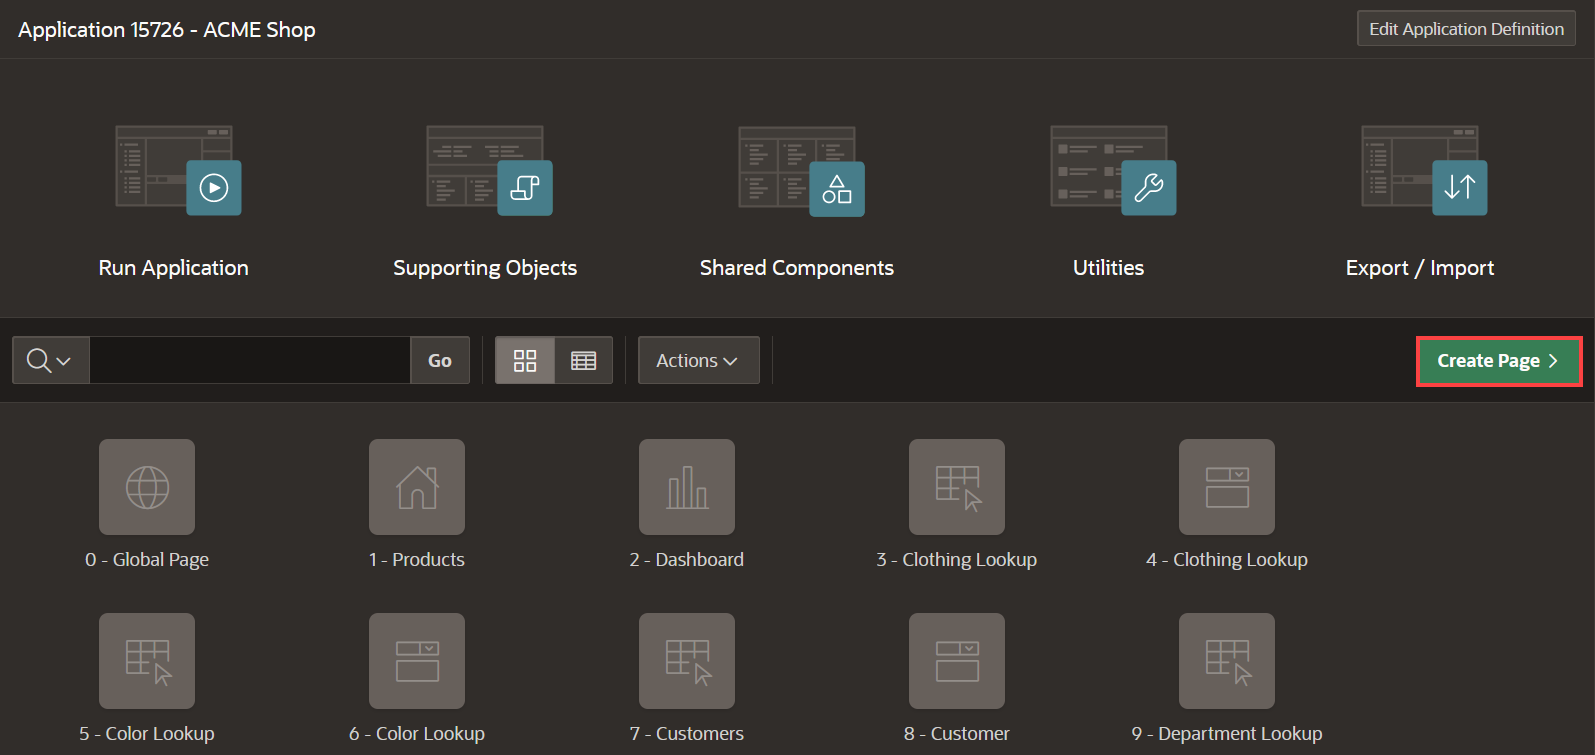 Application 15726 - ACME Shop
Edit Application Definition
Run Application
Supporting Objects
Shared Components
Utilities
Export / Import
Go
Actions
Create Page
0 - Global Page
1 - Products
2 - Dashboard
3 - Clothing Lookup
4 - Clothing Lookup
5 - Color Lookup
6 - Color Lookup
7 - Customers
8 - Customer
9 - Department Lookup